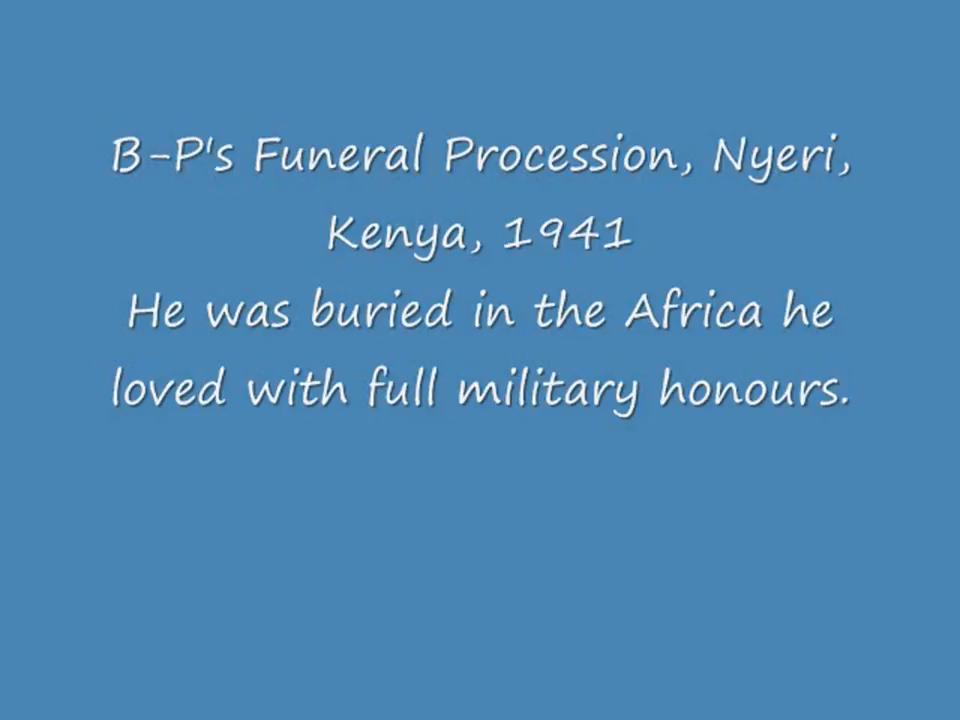 B-P's Funeral Procession, Nyeri,
Kenya, 1941
He was buried in the Africa he
loved with full military honours.